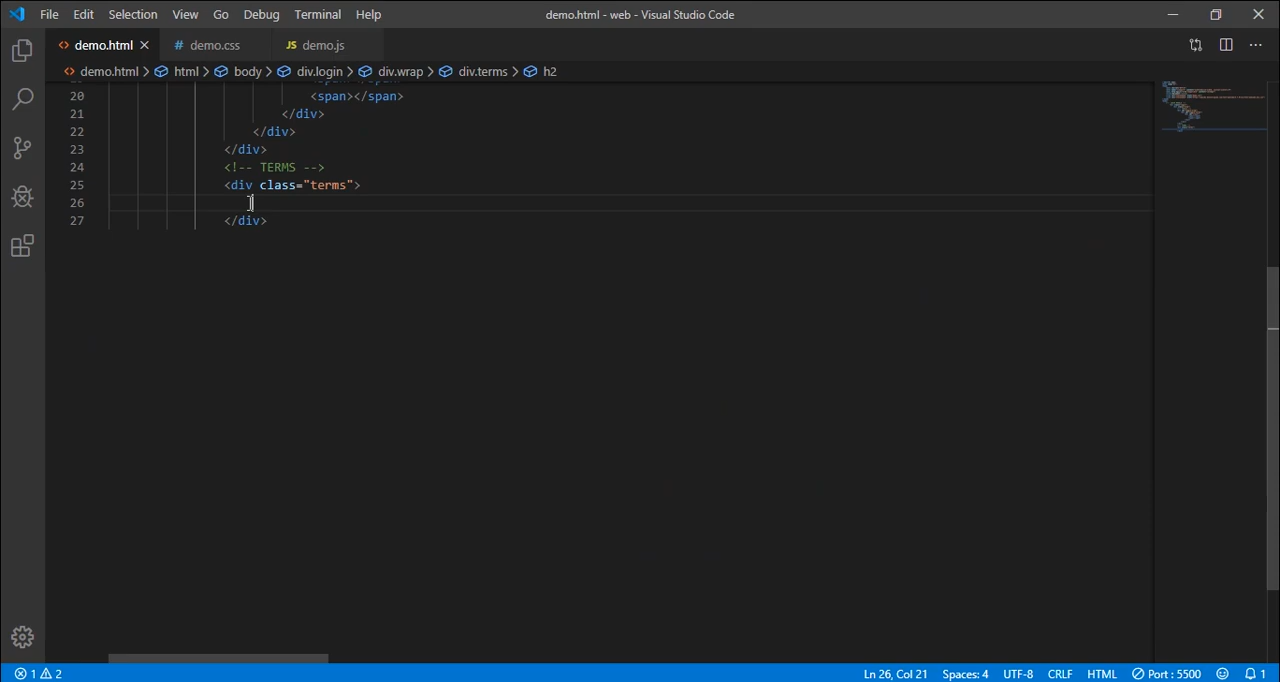 File Edit Selection View Go Debug Terminal Help demo.html - web - Visual Studio Code
demo.html demo.css JS demo.js
demo.html > html > body > div.login > div.wrap > div.terms > h2
20 <span></span>
21 </div>
22 </div>
23 </div>
24 <!-- TERMS -->
25 <div class="terms">
26
27 </div>
1 2 Ln 26, Col 21 Spaces: 4 UTF-8 CRLF HTML Port : 5500 1